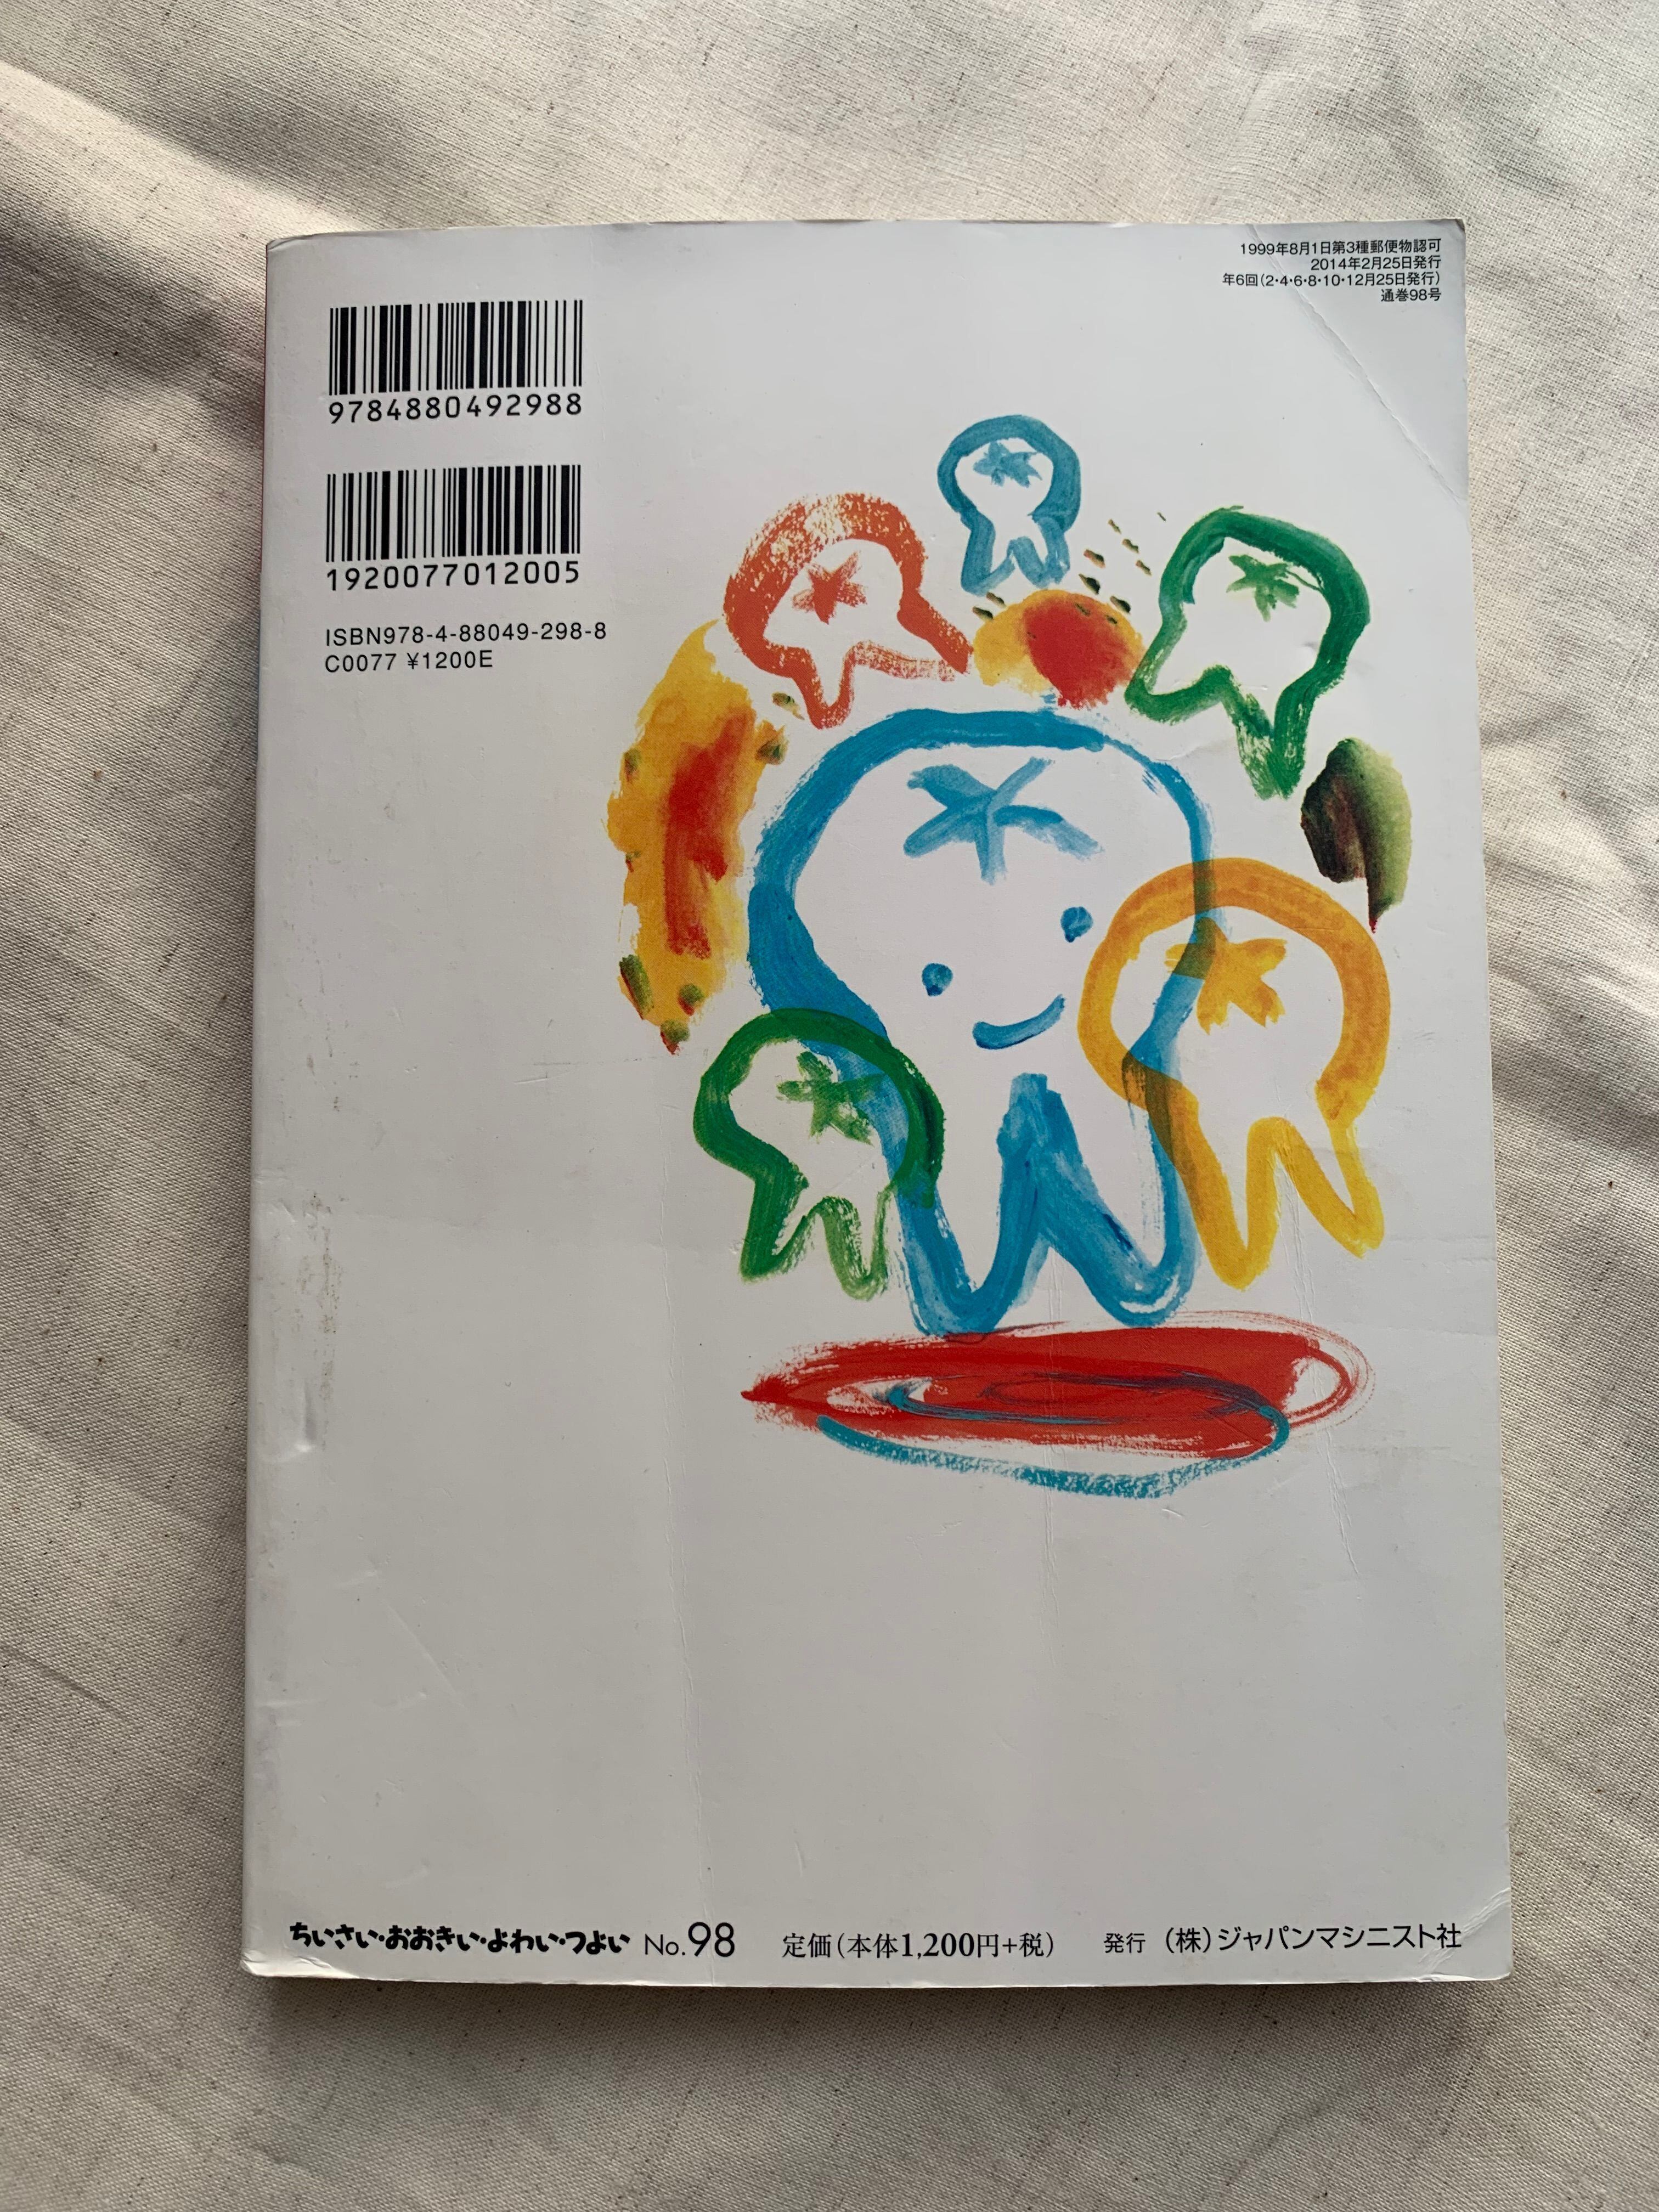 1999年8月1日第3種郵便物認可
2014年2月25日発行
年6回(2・4・6・8・10・12月25日発行)
通巻98号
9784880492988
1920077012005
ISBN978-4-88049-298-8
C0077 ¥1200E
ちいさい・おおきい・よわい・つよい No.98 定価(本体1,200円+税) 発行 (株)ジャパンマシニスト社